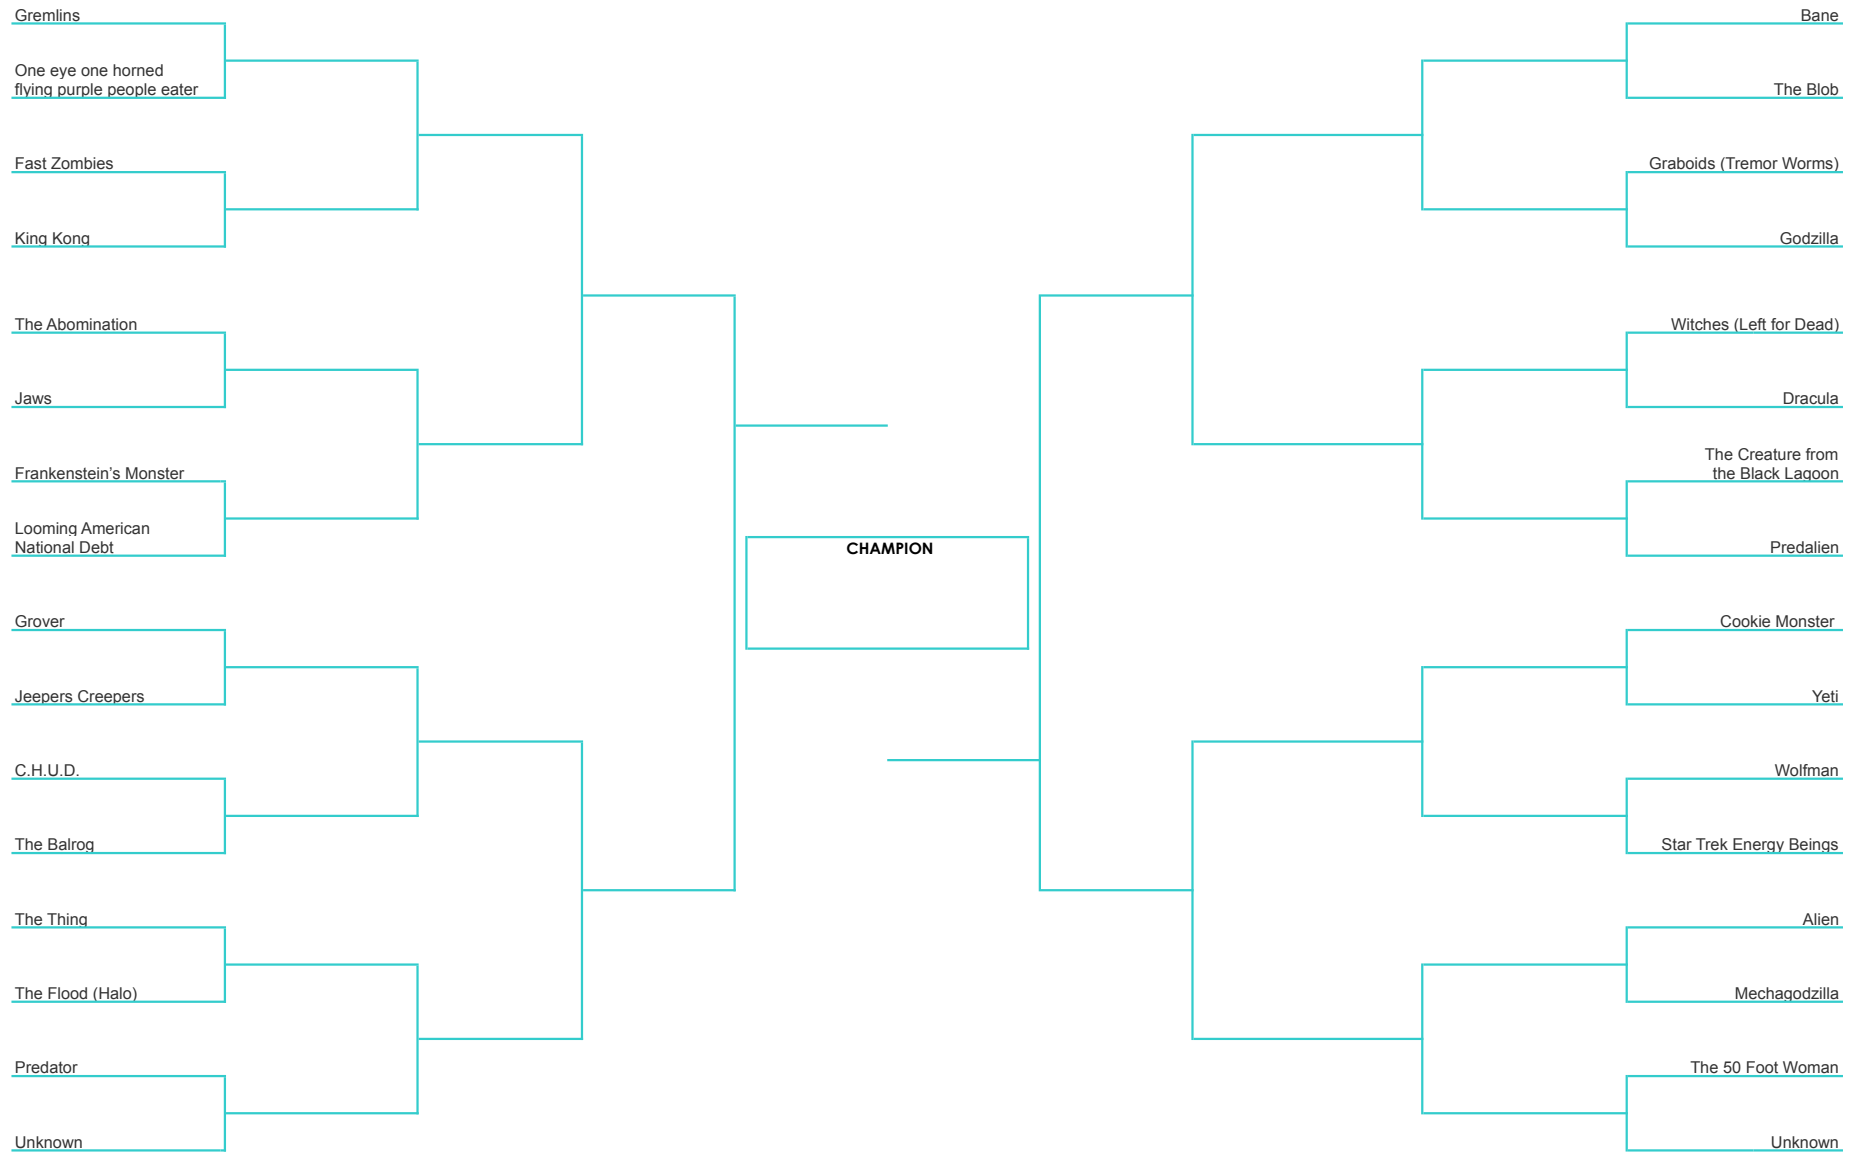 Gremlins
One eye one horned
flying purple people eater
Fast Zombies
King Kong
The Abomination
Jaws
Frankenstein’s Monster
Looming American
National Debt
Grover
Jeepers Creepers
C.H.U.D.
The Balrog
The Thing
The Flood (Halo)
Predator
Unknown
CHAMPION
Bane
The Blob
Graboids (Tremor Worms)
Godzilla
Witches (Left for Dead)
Dracula
The Creature from
the Black Lagoon
Predalien
Cookie Monster
Yeti
Wolfman
Star Trek Energy Beings
Alien
Mechagodzilla
The 50 Foot Woman
Unknown